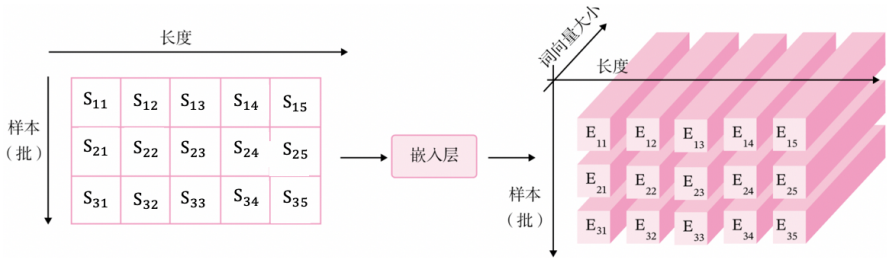 长度
样本
（批）
S11 S12 S13 S14 S15
S21 S22 S23 S24 S25
S31 S32 S33 S34 S35
嵌入层
词向量大小
长度
样本
（批）
E11 E12 E13 E14 E15
E21 E22 E23 E24 E25
E31 E32 E33 E34 E35